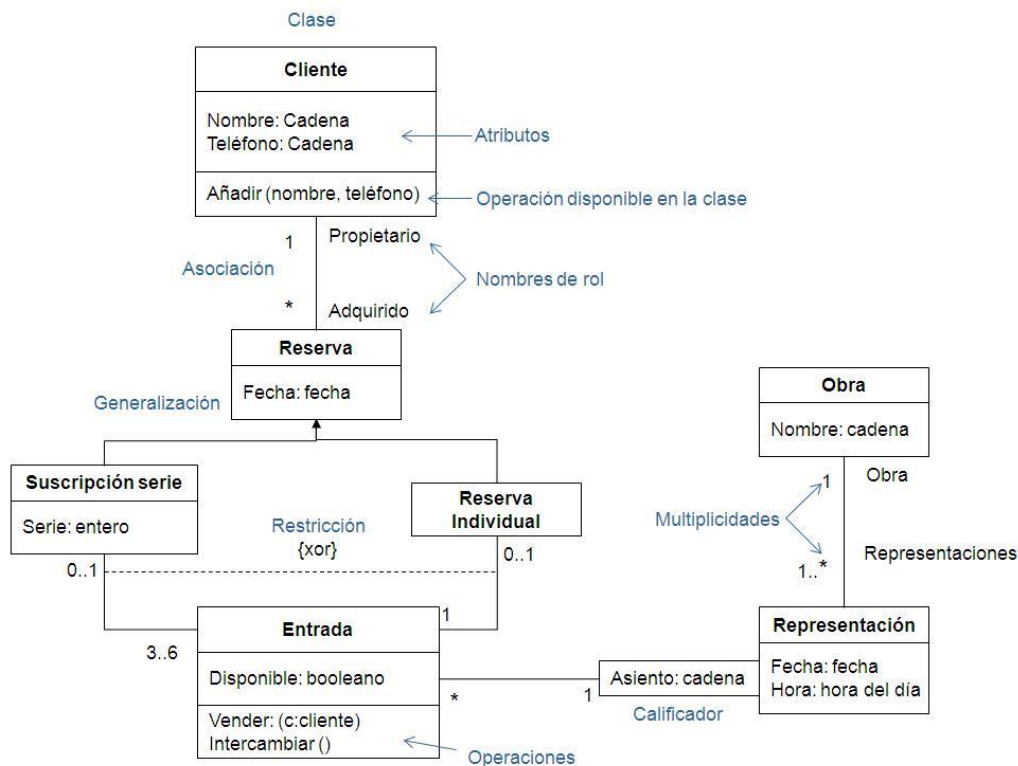 Clase
Cliente
Nombre: Cadena
Teléfono: Cadena
Atributos
Añadir (nombre, teléfono)
Operación disponible en la clase
1
Propietario
Asociación
Nombres de rol
*
Adquirido
Reserva
Fecha: fecha
Generalización
Obra
Nombre: cadena
Suscripción serie
Serie: entero
Reserva
Individual
1
Obra
Multiplicidades
Restricción
{xor}
0..1
0..1
Representaciones
1..*
Entrada
1
3..6
Disponible: booleano
Vender: (c:cliente)
Intercambiar ()
Operaciones
*
1
Asiento: cadena
Calificador
Representación
Fecha: fecha
Hora: hora del día